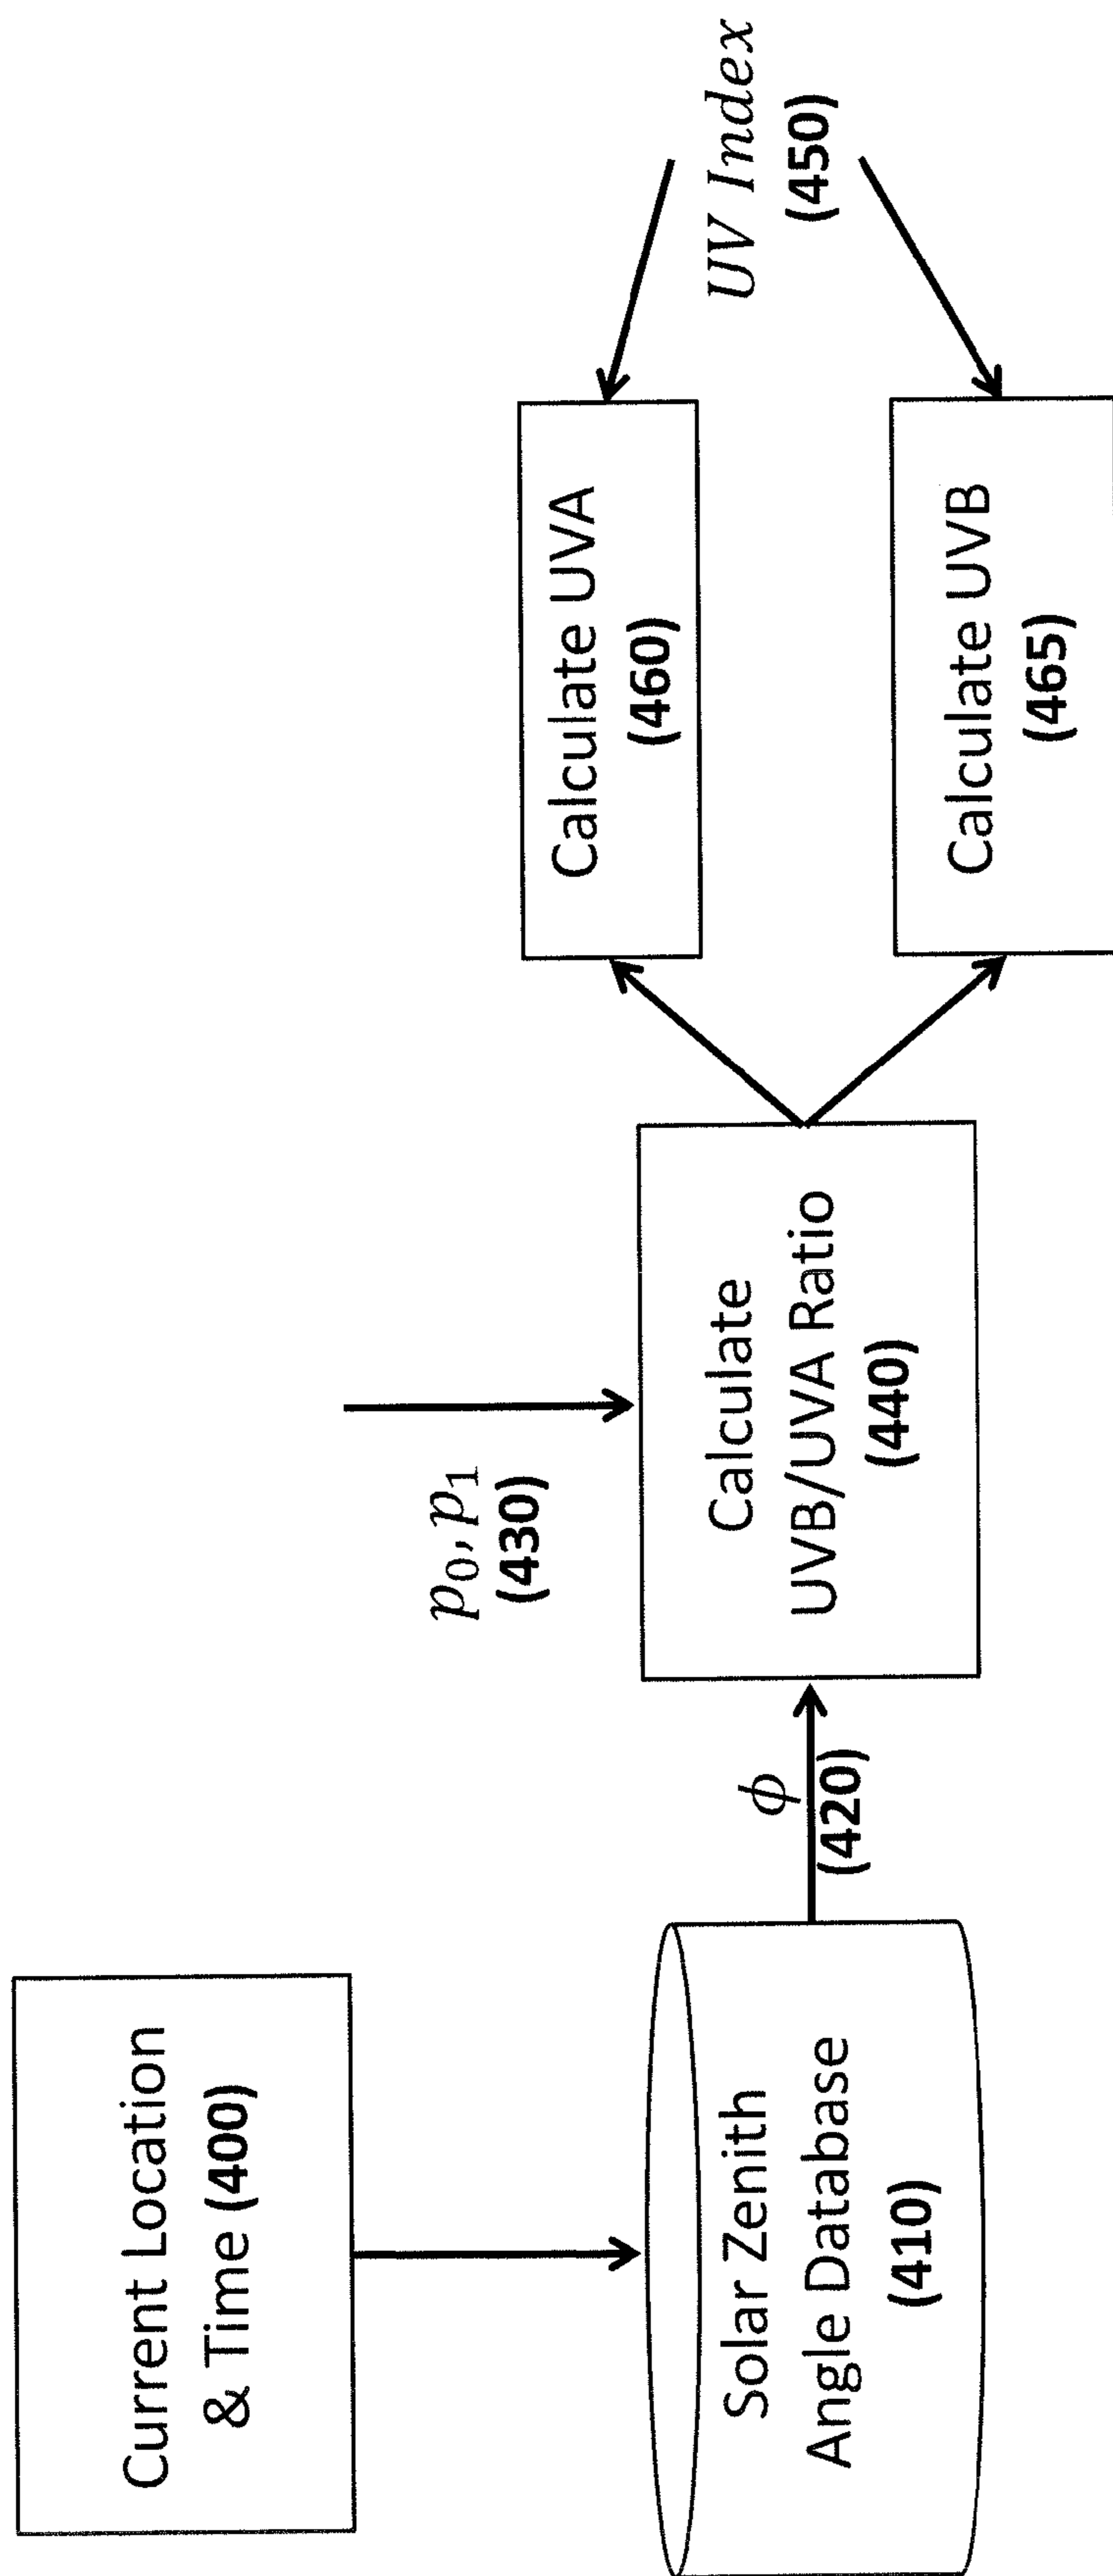 Current Location
& Time (400)
Solar Zenith
Angle Database
(410)
ϕ
(420)
p₀, p₁
(430)
Calculate
UVB/UVA Ratio
(440)
Calculate UVA
(460)
Calculate UVB
(465)
UV Index
(450)